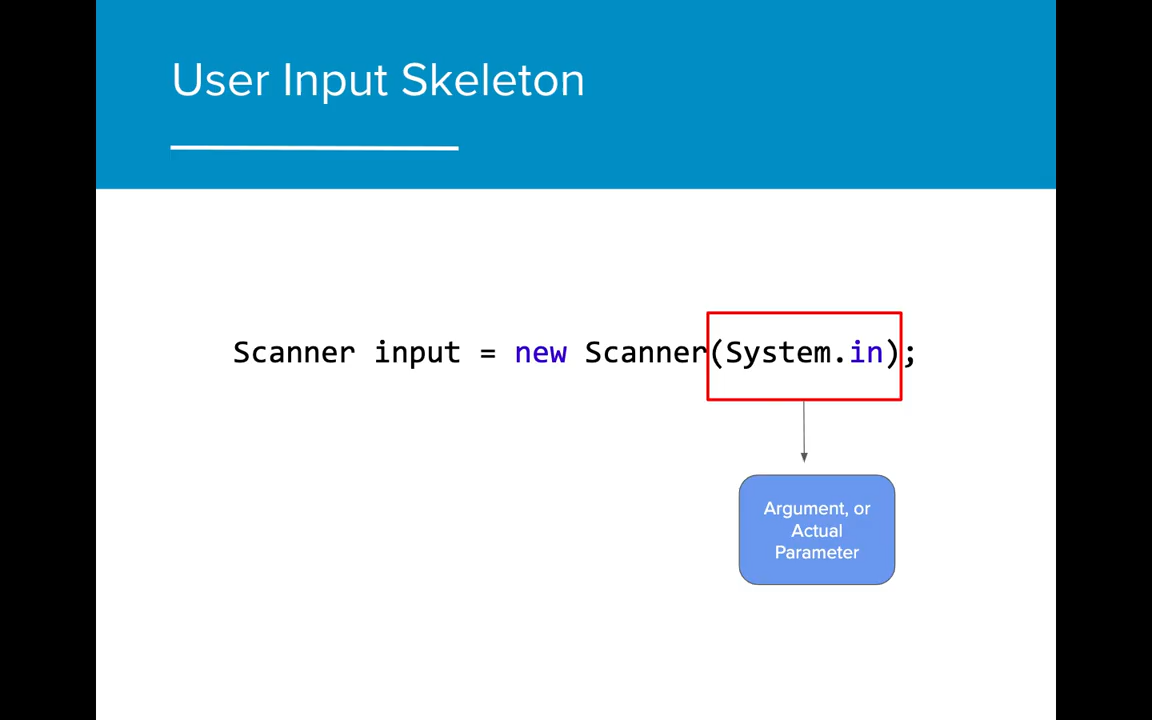 User Input Skeleton
Scanner input = new Scanner(System.in);
Argument, or
Actual
Parameter